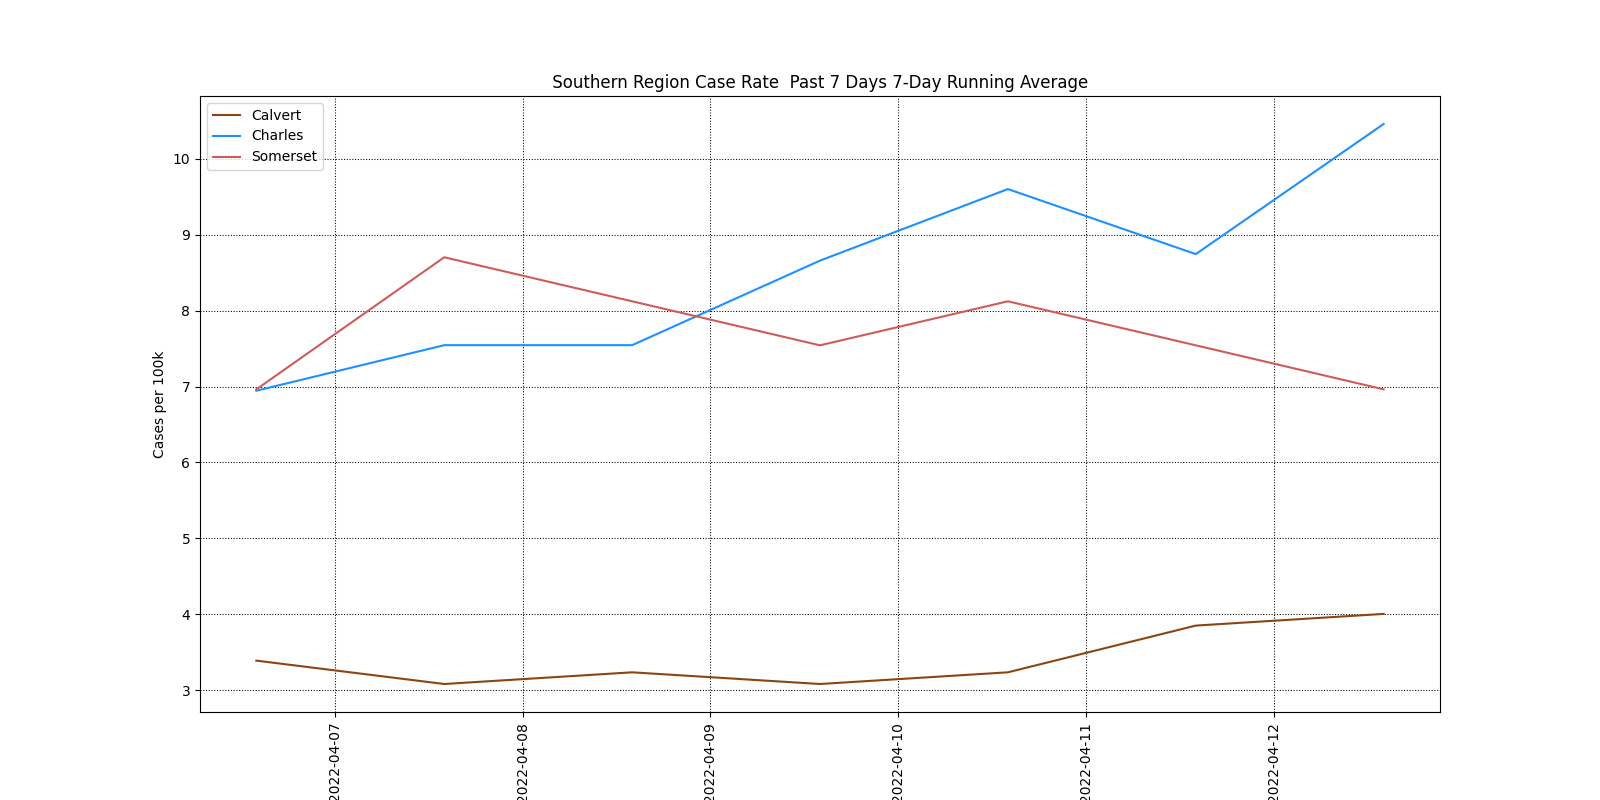 Southern Region Case Rate  Past 7 Days 7-Day Running Average
Calvert
Charles
Somerset
Cases per 100k
10
9
8
7
6
5
4
3
2022-04-07
2022-04-08
2022-04-09
2022-04-10
2022-04-11
2022-04-12